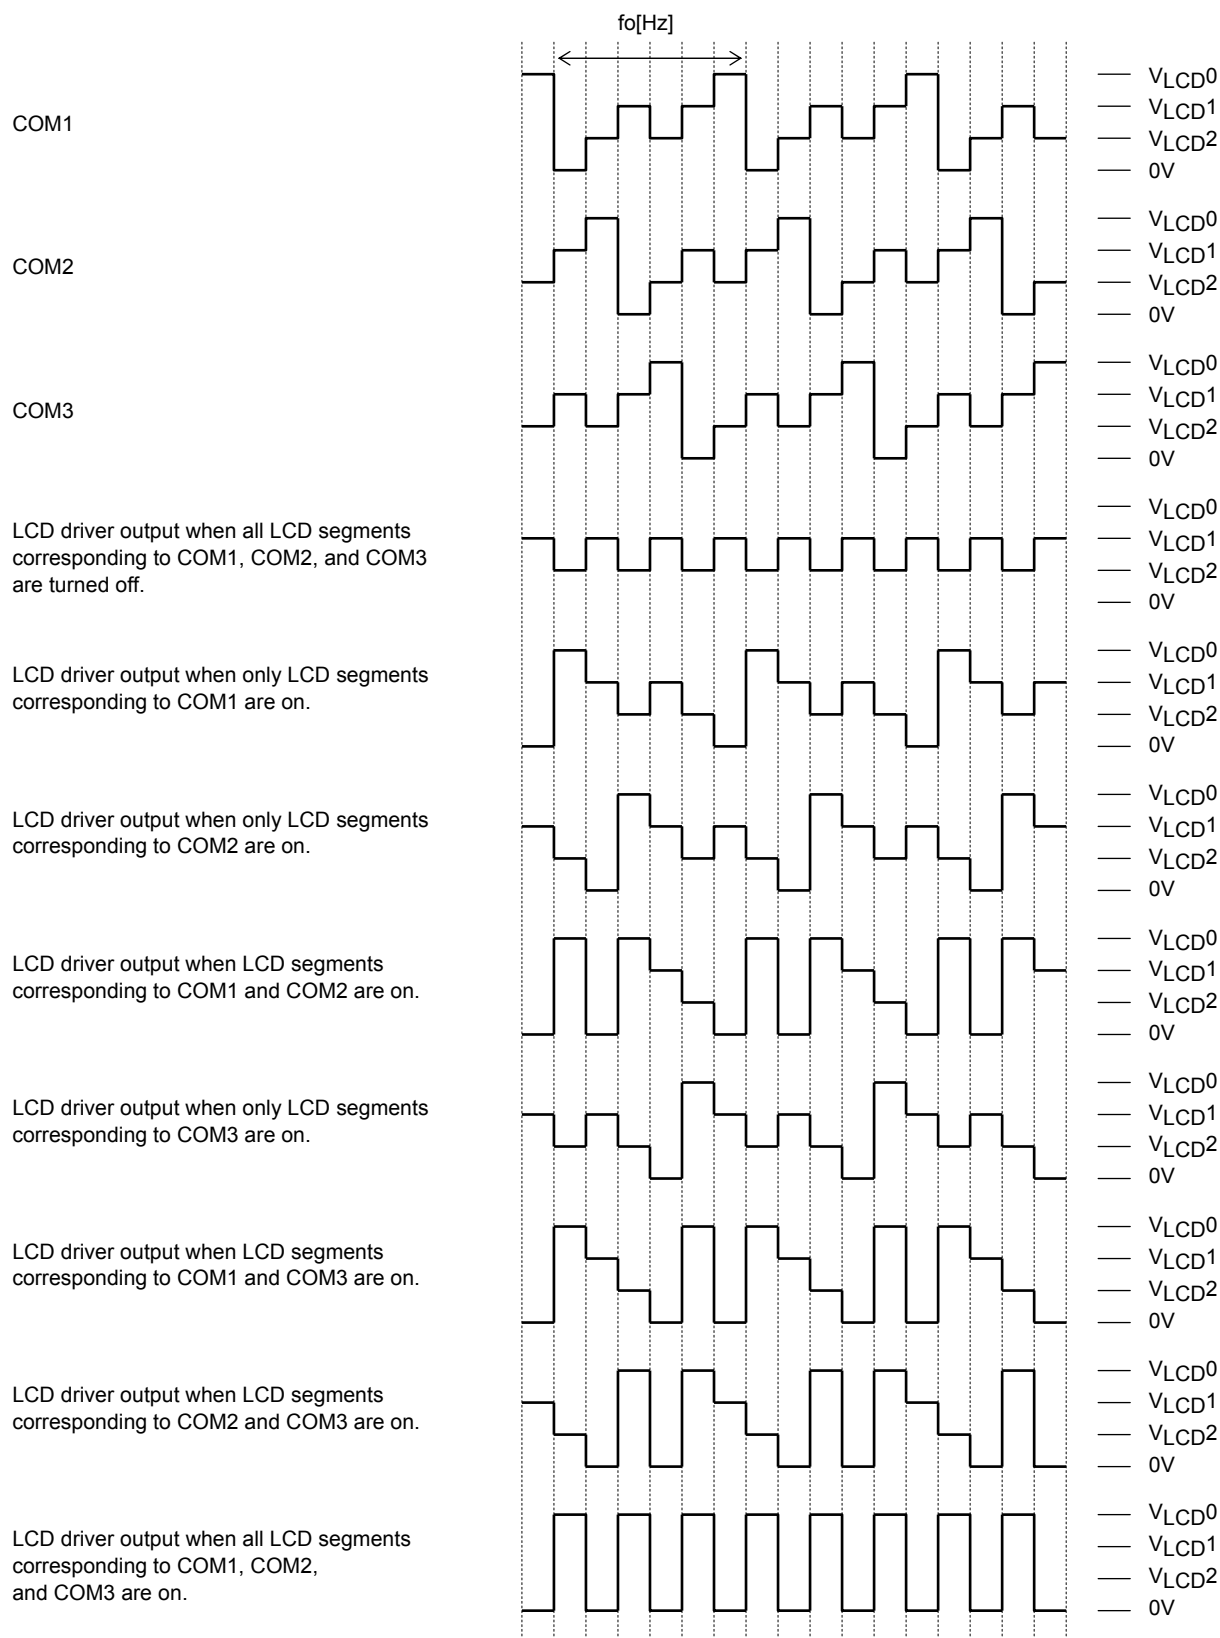 fo[Hz]
COM1
VLCD0
VLCD1
VLCD2
0V
COM2
VLCD0
VLCD1
VLCD2
0V
COM3
VLCD0
VLCD1
VLCD2
0V
LCD driver output when all LCD segments
corresponding to COM1, COM2, and COM3
are turned off.
VLCD0
VLCD1
VLCD2
0V
LCD driver output when only LCD segments
corresponding to COM1 are on.
VLCD0
VLCD1
VLCD2
0V
LCD driver output when only LCD segments
corresponding to COM2 are on.
VLCD0
VLCD1
VLCD2
0V
LCD driver output when LCD segments
corresponding to COM1 and COM2 are on.
VLCD0
VLCD1
VLCD2
0V
LCD driver output when only LCD segments
corresponding to COM3 are on.
VLCD0
VLCD1
VLCD2
0V
LCD driver output when LCD segments
corresponding to COM1 and COM3 are on.
VLCD0
VLCD1
VLCD2
0V
LCD driver output when LCD segments
corresponding to COM2 and COM3 are on.
VLCD0
VLCD1
VLCD2
0V
LCD driver output when all LCD segments
corresponding to COM1, COM2,
and COM3 are on.
VLCD0
VLCD1
VLCD2
0V